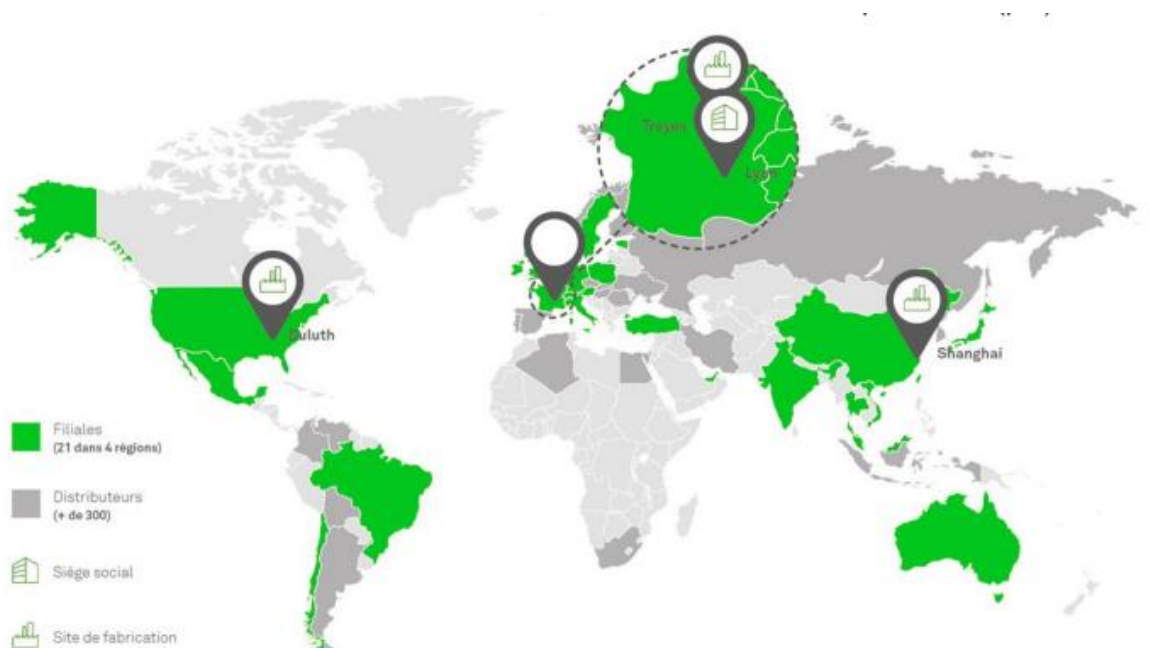 Troyes
Lyon
Duluth
Shanghai
Filiales
(21 dans 4 régions)
Distributeurs
(+ de 300)
Siège social
Site de fabrication